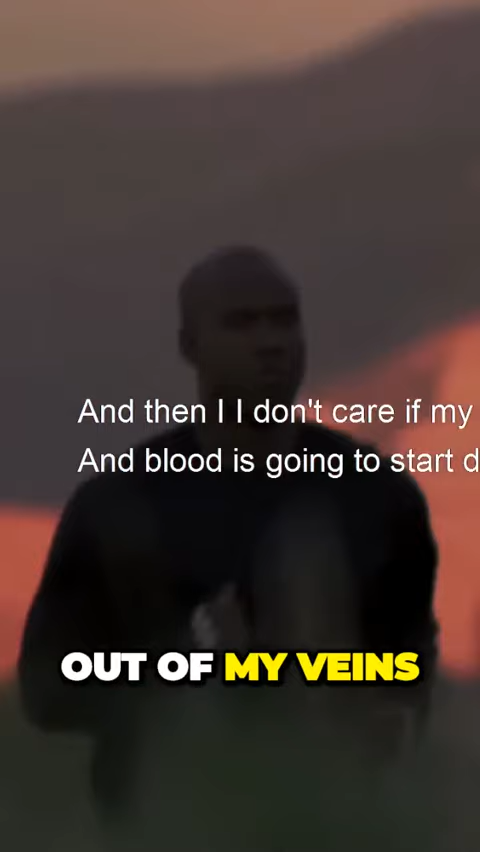 And then I I don't care if my
And blood is going to start
OUT OF MY VEINS